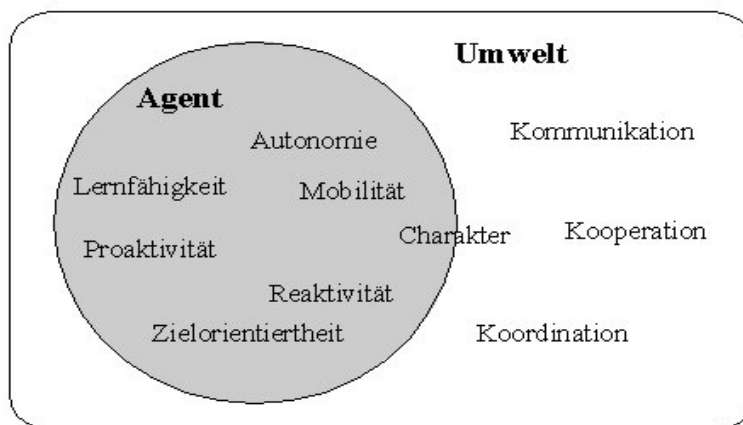 Umwelt
Agent
Autonomie
Kommunikation
Lernfähigkeit
Mobilität
Charakter
Kooperation
Proaktivität
Reaktivität
Zielorientiertheit
Koordination